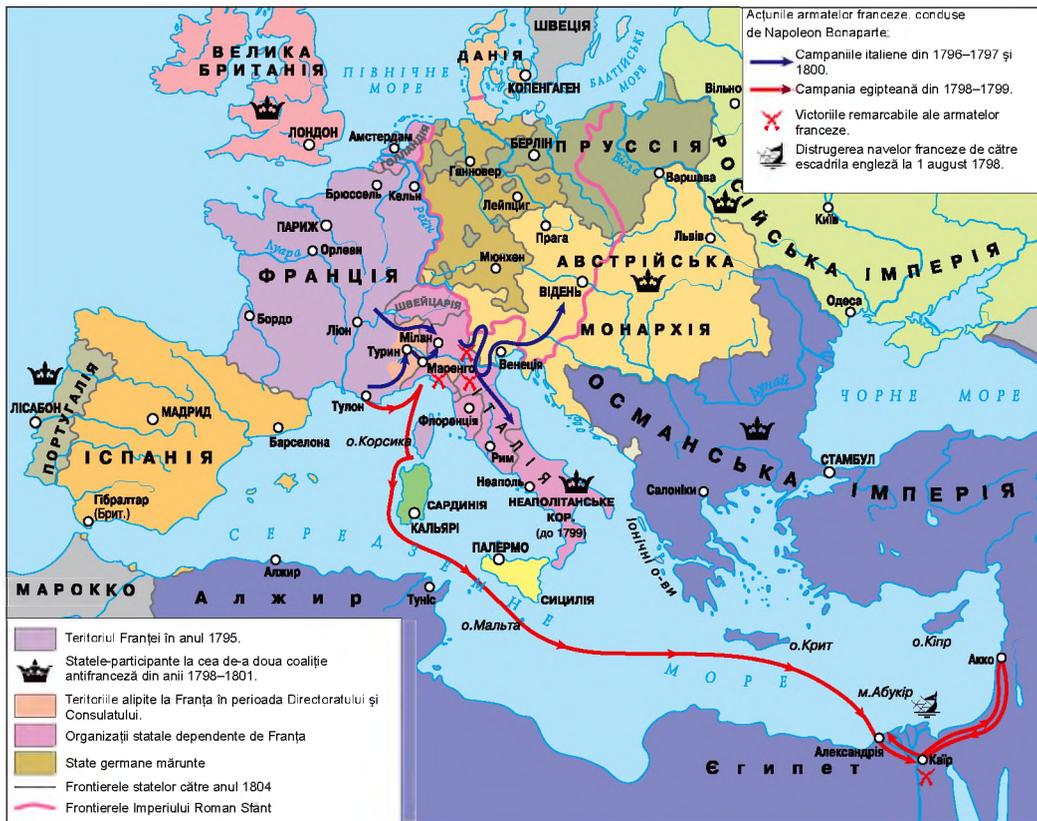 Acțiunile armatelor franceze, conduse
de Napoleon Bonaparte:
Campaniile italiene din 1796–1797 și
1800.
Campania egipteană din 1798–1799.
Victoriile remarcabile ale armatelor
franceze.
Distrugerea navelor franceze de către
escadrila engleză la 1 august 1798.
ШВЕЦІЯ
ВЕЛИКА
БРИТАНІЯ
ДАНІЯ
ПІВНІЧНЕ
МОРЕ
БАЛТІЙСЬКЕ
МОРЕ
КОПЕНГАГЕН
Вільно
ЛОНДОН
Амстердам
ГОЛЛАНДІЯ
БЕРЛІН
ПРУССІЯ
Ганновер
Вісла
Варшава
РОСІЙСЬКА ІМПЕРІЯ
Брюссель
Кельн
Лейпциг
Київ
Рейн
ПАРИЖ
Прага
Львів
Луара
Орлеан
Мюнхен
АВСТРІЙСЬКА
МОНАРХІЯ
ФРАНЦІЯ
ВІДЕНЬ
ШВЕЙЦАРІЯ
Одеса
Бордо
Ліон
Мілан
Турин
Венеція
Маренго
ПОРТУГАЛІЯ
ІТАЛІЯ
ОСМАНСЬКА
ІМПЕРІЯ
Дунай
ЧОРНЕ МОРЕ
ЛІСАБОН
МАДРИД
Тулон
Флоренція
Барселона
о.Корсика
ІСПАНІЯ
Рим
СТАМБУЛ
Неаполь
Салоніки
Гібралтар
(Брит.)
НЕАПОЛІТАНСЬКЕ
КОР.
(до 1799)
САРДИНІЯ
КАЛЬЯРІ
Іонічні о-ви
СЕРЕДЗЕМНЕ
МОРЕ
ПАЛЕРМО
Алжир
МАРОККО
Алжир
Туніс
СИЦИЛІЯ
о.Мальта
о.Крит
о.Кіпр
Акко
м.Абукір
Александрія
Каїр
Єгипет
Teritoriul Franței în anul 1795.
Statele-participante la cea de-a doua coaliție
antifranceză din anii 1798–1801.
Teritoriile alipite la Franța în perioada Directoratului și
Consulatului.
Organizații statale dependente de Franța
State germane mărunte
Frontierele statelor către anul 1804
Frontierele Imperiului Roman Sfânt